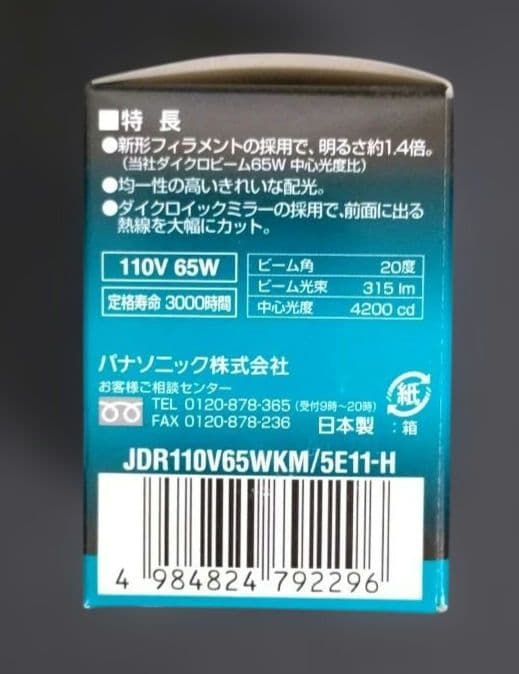 ■特 長
●新形フィラメントの採用で、明るさ約1.4倍。
(当社ダイクロビーム65W 中心光度比)
●均一性の高いきれいな配光。
●ダイクロイックミラーの採用で、前面に出る
熱線を大幅にカット。
110V 65W
定格寿命 3000時間
ビーム角 20度
ビーム光束 315 lm
中心光度 4200 cd
パナソニック株式会社
お客様ご相談センター
TEL 0120-878-365 (受付9時〜20時)
FAX 0120-878-236
日本製
紙
:箱
JDR110V65WKM/5E11-H
4 984824 792296